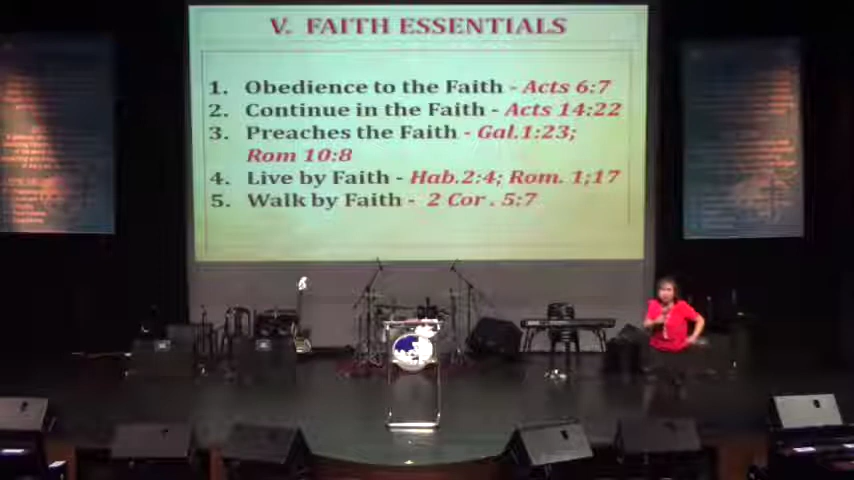 V. FAITH ESSENTIALS
1. Obedience to the Faith - Acts 6:7
2. Continue in the Faith - Acts 14:22
3. Preaches the Faith - Gal.1:23;
Rom 10:8
4. Live by Faith - Hab.2:4; Rom. 1;17
5. Walk by Faith - 2 Cor . 5:7